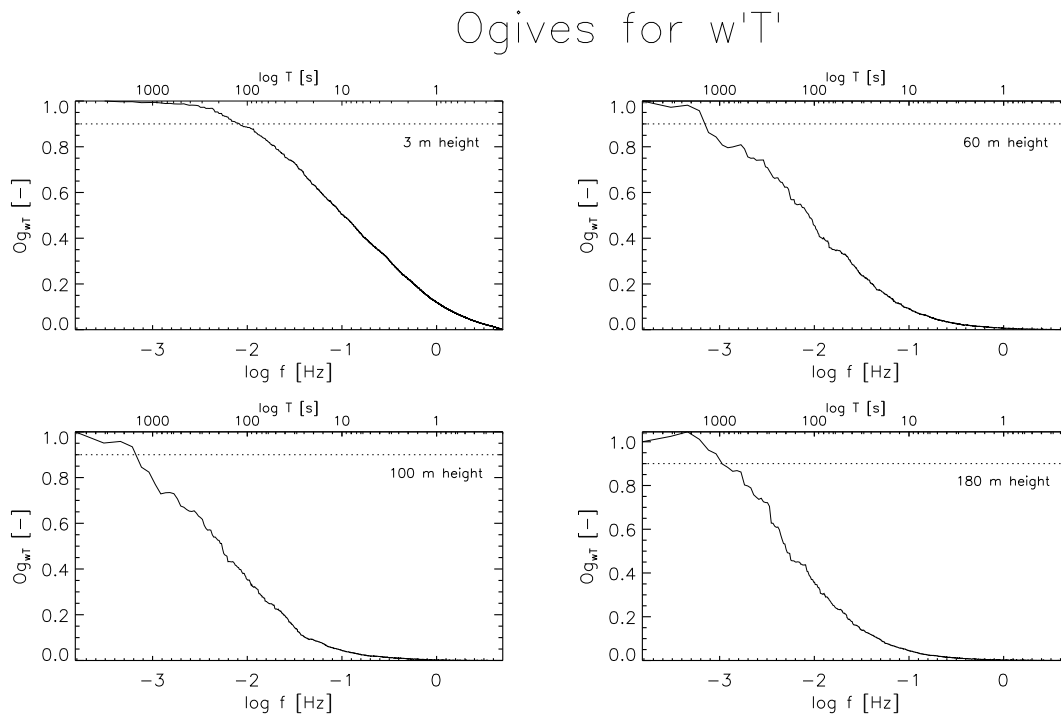 Ogives for w'T'
log T [s]
1000 100 10 1
1.0
0.8
0.6
0.4
0.2
0.0
Og_wT [−]
3 m height
−3 −2 −1 0
log f [Hz]
log T [s]
1000 100 10 1
1.0
0.8
0.6
0.4
0.2
0.0
Og_wT [−]
60 m height
−3 −2 −1 0
log f [Hz]
log T [s]
1000 100 10 1
1.0
0.8
0.6
0.4
0.2
0.0
Og_wT [−]
100 m height
−3 −2 −1 0
log f [Hz]
log T [s]
1000 100 10 1
1.0
0.8
0.6
0.4
0.2
0.0
Og_wT [−]
180 m height
−3 −2 −1 0
log f [Hz]